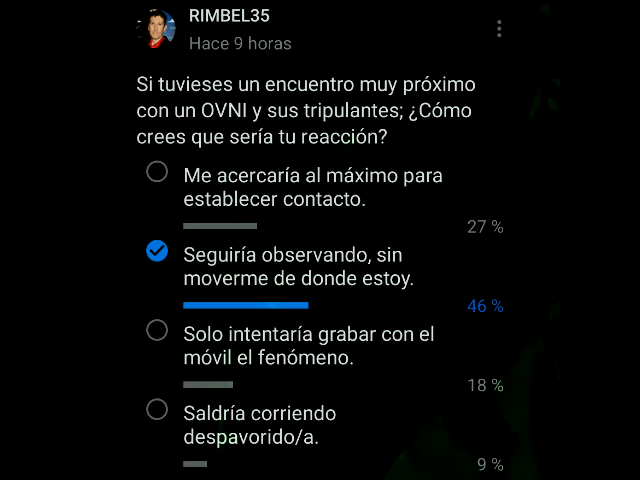 RIMBEL35
Hace 9 horas
Si tuvieses un encuentro muy próximo
con un OVNI y sus tripulantes; ¿Cómo
crees que sería tu reacción?
Me acercaría al máximo para
establecer contacto.
27 %
Seguiría observando, sin
moverme de donde estoy.
46 %
Solo intentaría grabar con el
móvil el fenómeno.
18 %
Saldría corriendo
despavorido/a.
9 %